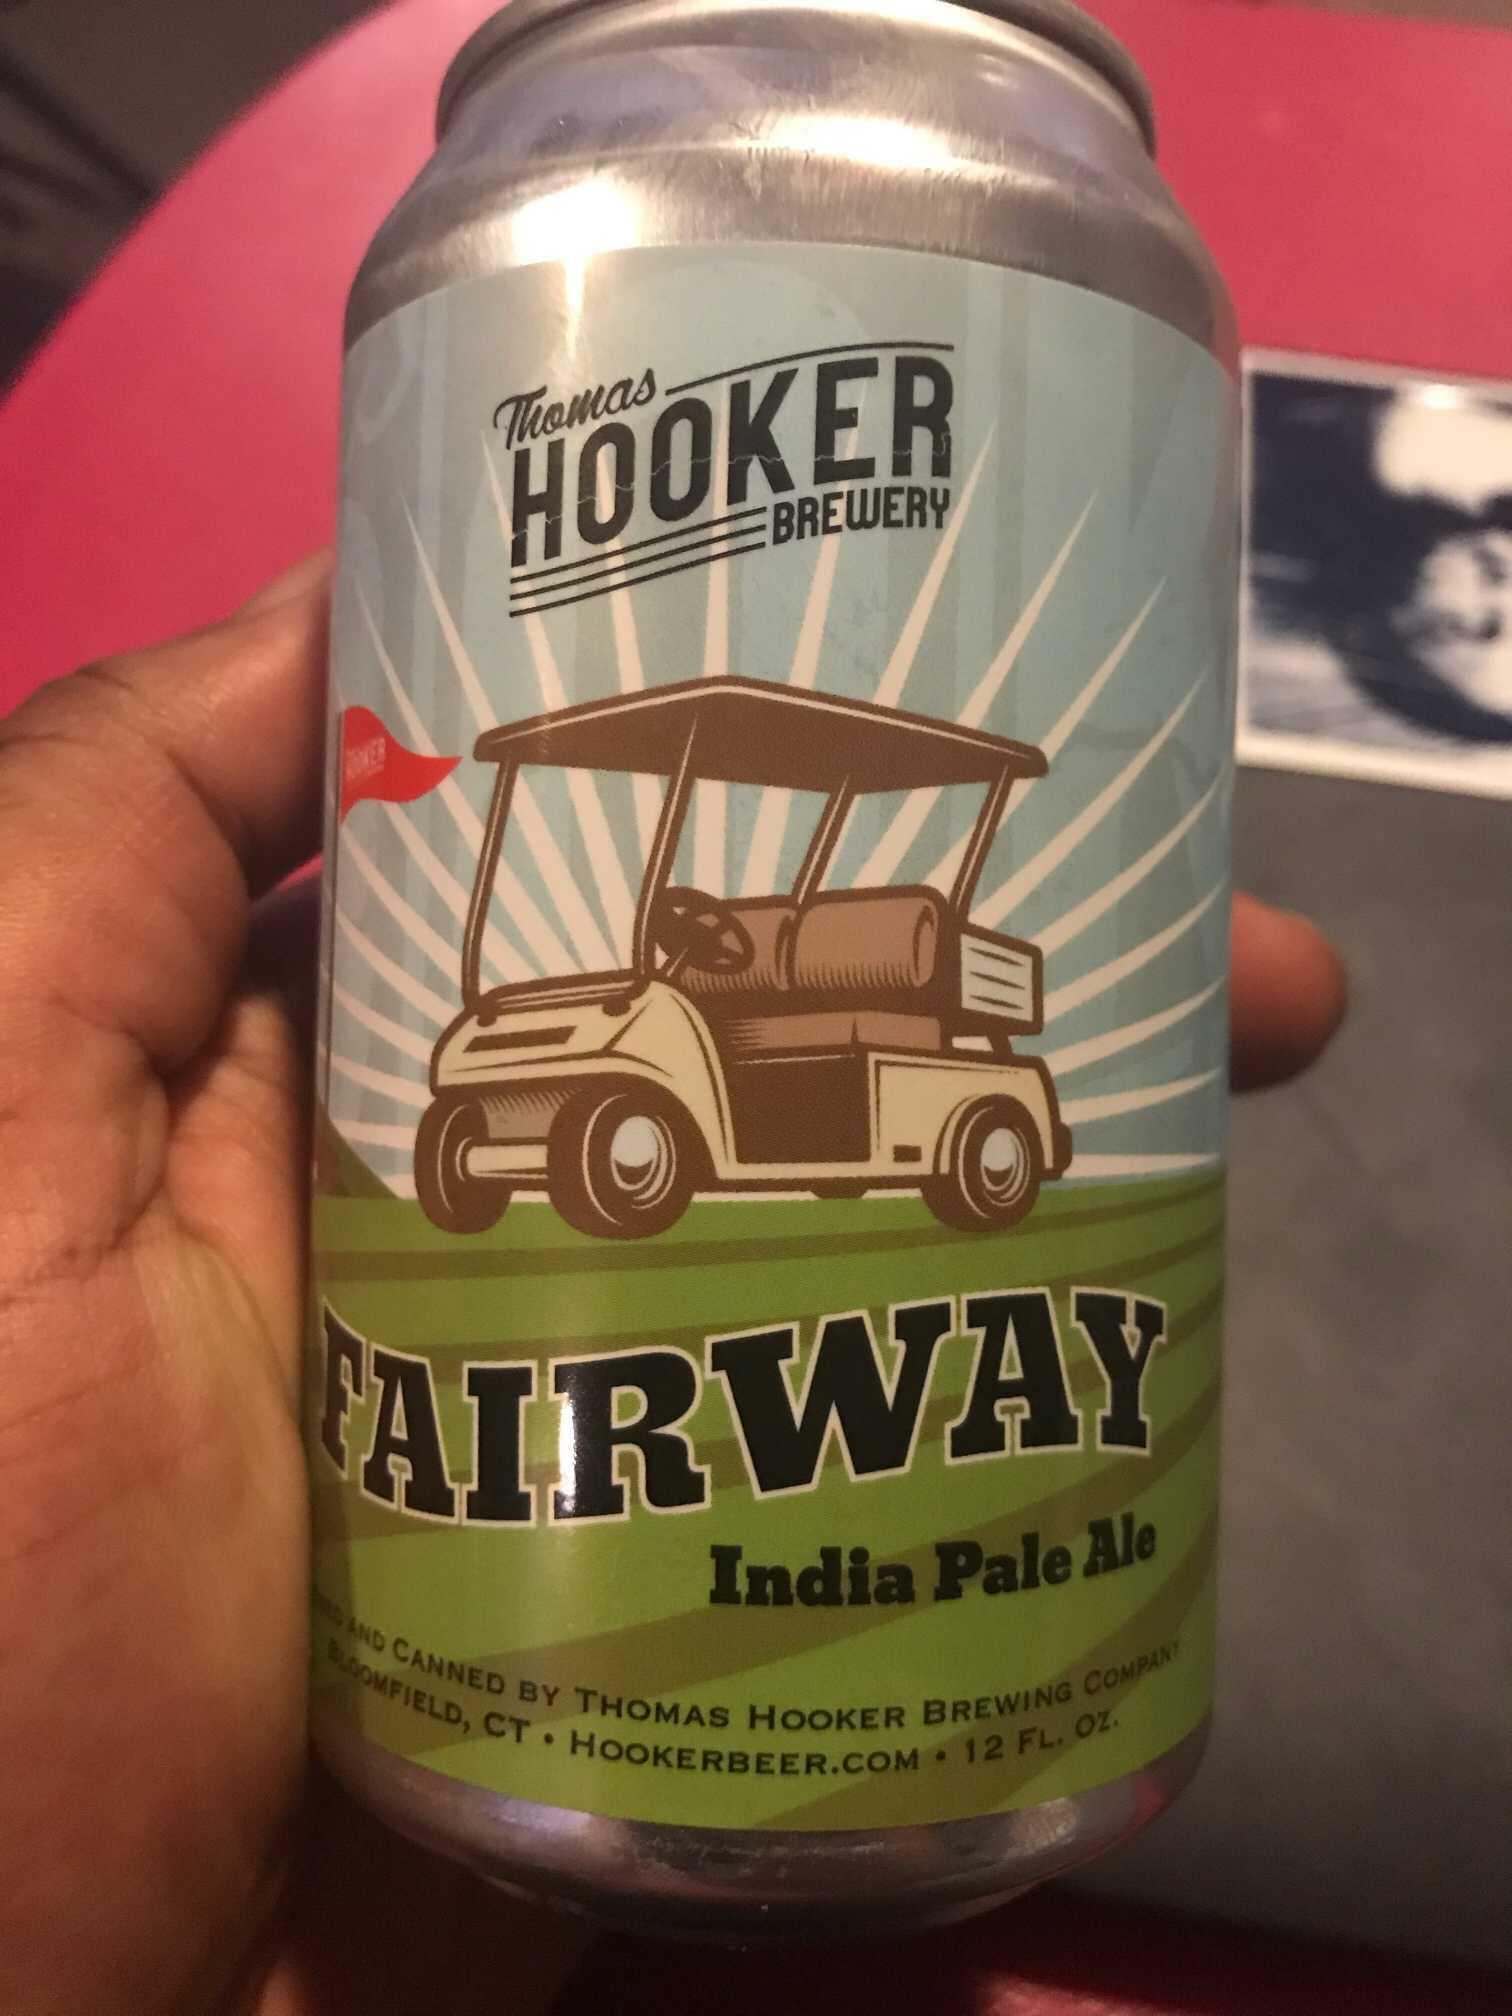 Thomas
HOOKER
BREWERY
HOOKER
FAIRWAY
India Pale Ale
AND CANNED BY THOMAS HOOKER BREWING COMPANY
BLOOMFIELD, CT • HOOKERBEER.COM • 12 FL. OZ.